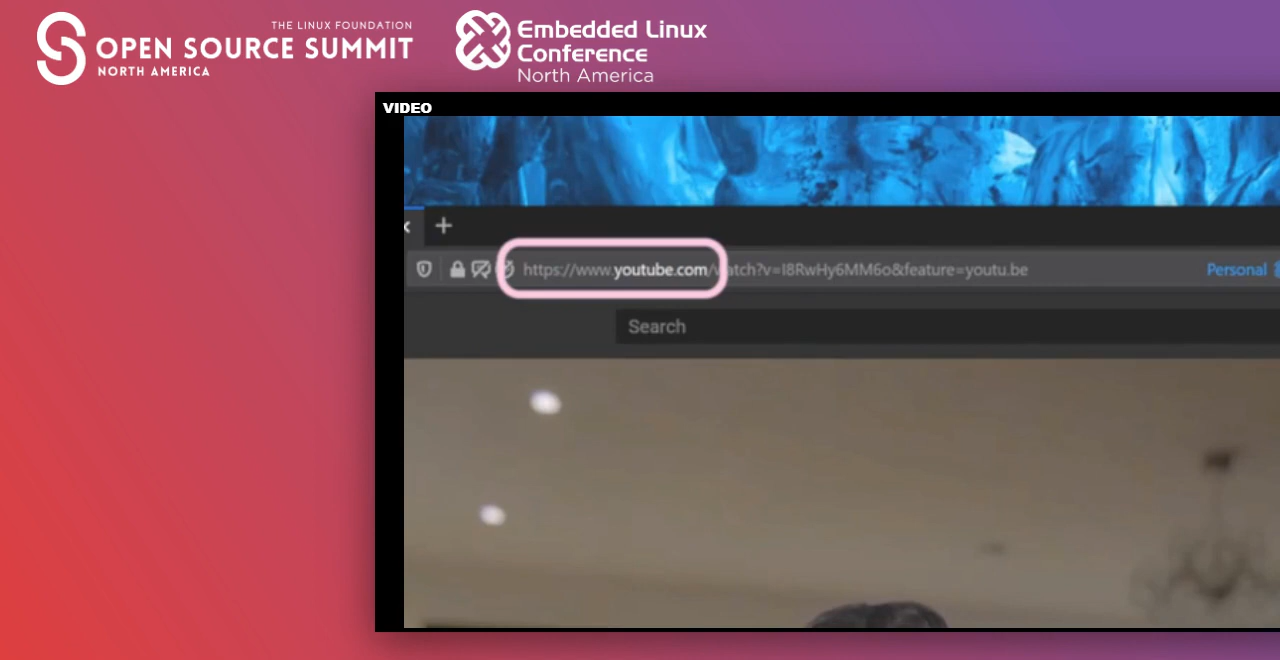 THE LINUX FOUNDATION
OPEN SOURCE SUMMIT
NORTH AMERICA
Embedded Linux
Conference
North America
VIDEO
https://www.youtube.com/watch?v=I8RwHy6MM6o&feature=youtu.be
Personal
Search